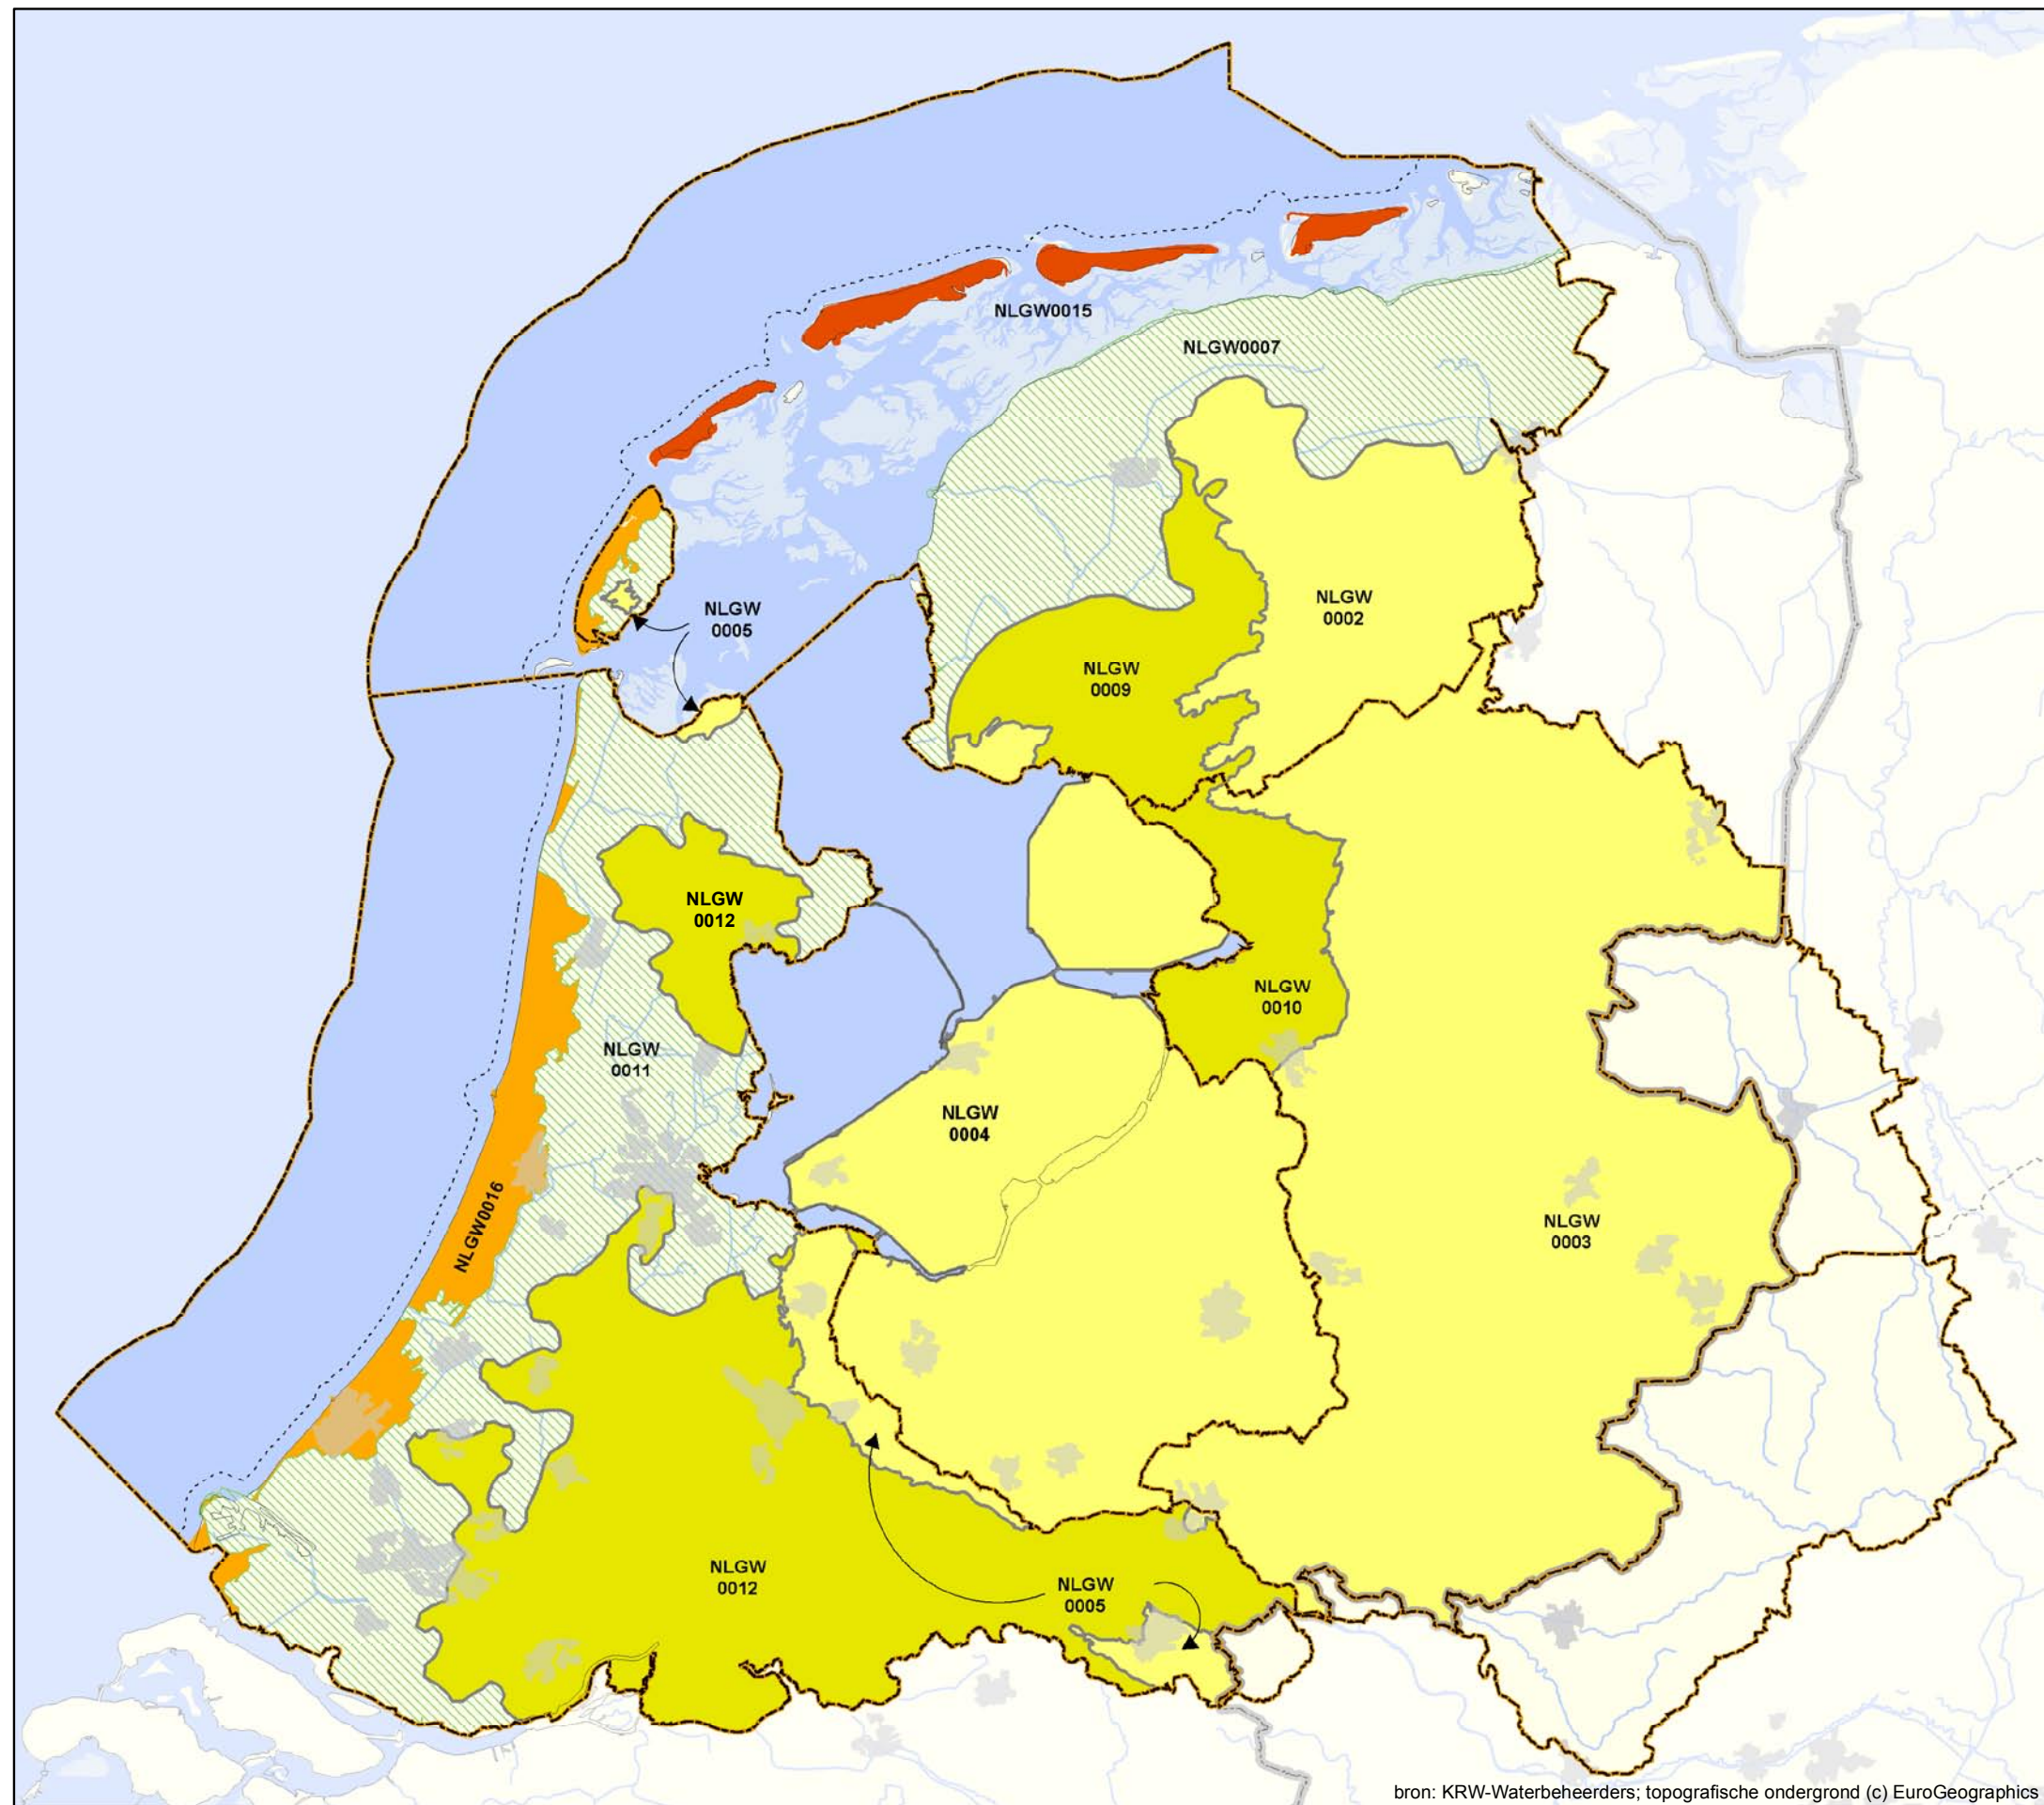 NLGW0015
NLGW0007
NLGW
0005
NLGW
0002
NLGW
0009
NLGW
0012
NLGW
0010
NLGW
0011
NLGW
0004
NLGW0016
NLGW
0003
NLGW
0012
NLGW
0005
bron: KRW-Waterbeheerders; topografische ondergrond (c) EuroGeographics